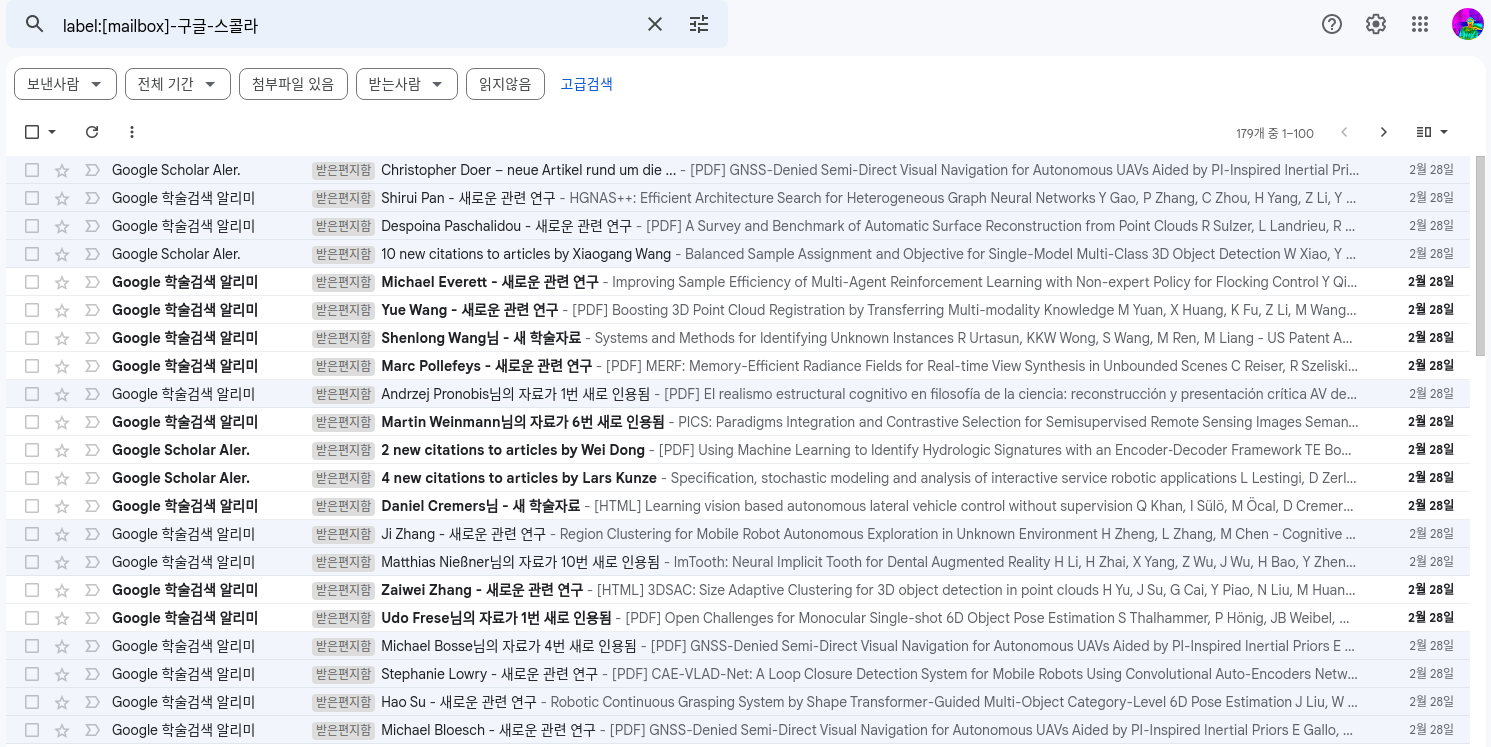 label:[mailbox]-구글-스콜라
보낸사람 전체 기간 첨부파일 있음 받는사람 읽지않음 고급검색
179개 중 1–100
Google Scholar Aler. 받은편지함 Christopher Doer – neue Artikel rund um die ... - [PDF] GNSS-Denied Semi-Direct Visual Navigation for Autonomous UAVs Aided by PI-Inspired Inertial Pri... 2월 28일
Google 학술검색 알리미 받은편지함 Shirui Pan - 새로운 관련 연구 - HGNAS++: Efficient Architecture Search for Heterogeneous Graph Neural Networks Y Gao, P Zhang, C Zhou, H Yang, Z Li, Y ... 2월 28일
Google 학술검색 알리미 받은편지함 Despoina Paschalidou - 새로운 관련 연구 - [PDF] A Survey and Benchmark of Automatic Surface Reconstruction from Point Clouds R Sulzer, L Landrieu, R ... 2월 28일
Google Scholar Aler. 받은편지함 10 new citations to articles by Xiaogang Wang - Balanced Sample Assignment and Objective for Single-Model Multi-Class 3D Object Detection W Xiao, Y ... 2월 28일
Google 학술검색 알리미 받은편지함 Michael Everett - 새로운 관련 연구 - Improving Sample Efficiency of Multi-Agent Reinforcement Learning with Non-expert Policy for Flocking Control Y Qi... 2월 28일
Google 학술검색 알리미 받은편지함 Yue Wang - 새로운 관련 연구 - [PDF] Boosting 3D Point Cloud Registration by Transferring Multi-modality Knowledge M Yuan, X Huang, K Fu, Z Li, M Wang... 2월 28일
Google 학술검색 알리미 받은편지함 Shenlong Wang님 - 새 학술자료 - Systems and Methods for Identifying Unknown Instances R Urtasun, KKW Wong, S Wang, M Ren, M Liang - US Patent A... 2월 28일
Google 학술검색 알리미 받은편지함 Marc Pollefeys - 새로운 관련 연구 - [PDF] MERF: Memory-Efficient Radiance Fields for Real-time View Synthesis in Unbounded Scenes C Reiser, R Szeliski... 2월 28일
Google 학술검색 알리미 받은편지함 Andrzej Pronobis님의 자료가 1번 새로 인용됨 - [PDF] El realismo estructural cognitivo en filosofía de la ciencia: reconstrucción y presentación crítica AV de... 2월 28일
Google 학술검색 알리미 받은편지함 Martin Weinmann님의 자료가 6번 새로 인용됨 - PICS: Paradigms Integration and Contrastive Selection for Semisupervised Remote Sensing Images Seman... 2월 28일
Google Scholar Aler. 받은편지함 2 new citations to articles by Wei Dong - [PDF] Using Machine Learning to Identify Hydrologic Signatures with an Encoder-Decoder Framework TE Bo... 2월 28일
Google Scholar Aler. 받은편지함 4 new citations to articles by Lars Kunze - Specification, stochastic modeling and analysis of interactive service robotic applications L Lestingi, D Zerl... 2월 28일
Google 학술검색 알리미 받은편지함 Daniel Cremers님 - 새 학술자료 - [HTML] Learning vision based autonomous lateral vehicle control without supervision Q Khan, I Sülö, M Öcal, D Cremer... 2월 28일
Google 학술검색 알리미 받은편지함 Ji Zhang - 새로운 관련 연구 - Region Clustering for Mobile Robot Autonomous Exploration in Unknown Environment H Zheng, L Zhang, M Chen - Cognitive ... 2월 28일
Google 학술검색 알리미 받은편지함 Matthias Nießner님의 자료가 10번 새로 인용됨 - ImTooth: Neural Implicit Tooth for Dental Augmented Reality H Li, H Zhai, X Yang, Z Wu, J Wu, H Bao, Y Zhen... 2월 28일
Google 학술검색 알리미 받은편지함 Zaiwei Zhang - 새로운 관련 연구 - [HTML] 3DSAC: Size Adaptive Clustering for 3D object detection in point clouds H Yu, J Su, G Cai, Y Piao, N Liu, M Huan... 2월 28일
Google 학술검색 알리미 받은편지함 Udo Frese님의 자료가 1번 새로 인용됨 - [PDF] Open Challenges for Monocular Single-shot 6D Object Pose Estimation S Thalhammer, P Hönig, JB Weibel, ... 2월 28일
Google 학술검색 알리미 받은편지함 Michael Bosse님의 자료가 4번 새로 인용됨 - [PDF] GNSS-Denied Semi-Direct Visual Navigation for Autonomous UAVs Aided by PI-Inspired Inertial Priors E ... 2월 28일
Google 학술검색 알리미 받은편지함 Stephanie Lowry - 새로운 관련 연구 - [PDF] CAE-VLAD-Net: A Loop Closure Detection System for Mobile Robots Using Convolutional Auto-Encoders Netw... 2월 28일
Google 학술검색 알리미 받은편지함 Hao Su - 새로운 관련 연구 - Robotic Continuous Grasping System by Shape Transformer-Guided Multi-Object Category-Level 6D Pose Estimation J Liu, W ... 2월 28일
Google 학술검색 알리미 받은편지함 Michael Bloesch - 새로운 관련 연구 - [PDF] GNSS-Denied Semi-Direct Visual Navigation for Autonomous UAVs Aided by PI-Inspired Inertial Priors E Gallo, ... 2월 28일